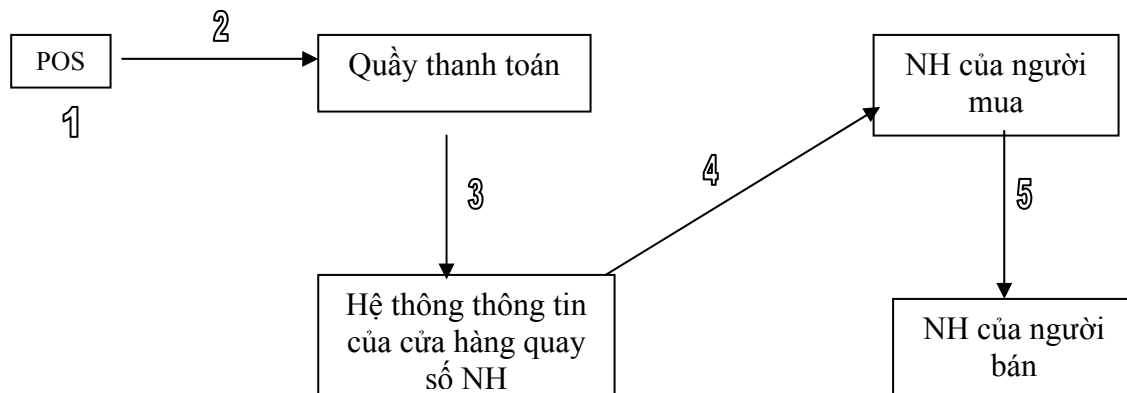 2
POS
Quầy thanh toán
NH của người
mua
1
3
4
5
Hệ thông thông tin
của cửa hàng quay
số NH
NH của người
bán